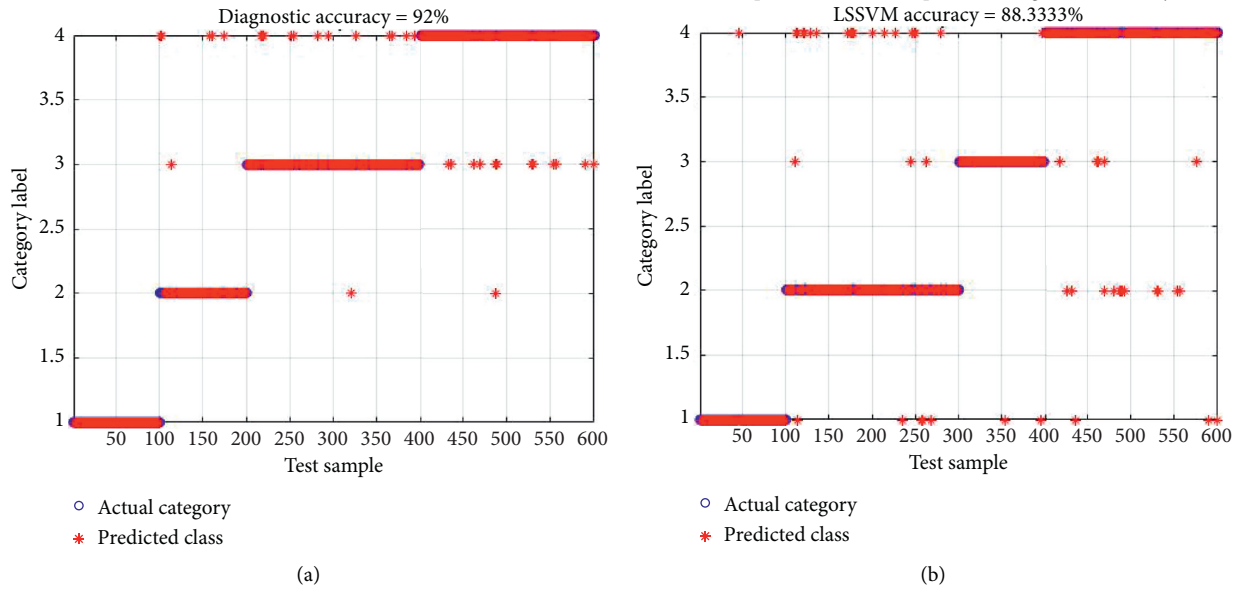 Diagnostic accuracy = 92%
4
3.5
3
2.5
2
1.5
1
Category label
50 100 150 200 250 300 350 400 450 500 550 600
Test sample
Actual category
Predicted class
(a)
LSSVM accuracy = 88.3333%
4
3.5
3
2.5
2
1.5
1
Category label
50 100 150 200 250 300 350 400 450 500 550 600
Test sample
Actual category
Predicted class
(b)